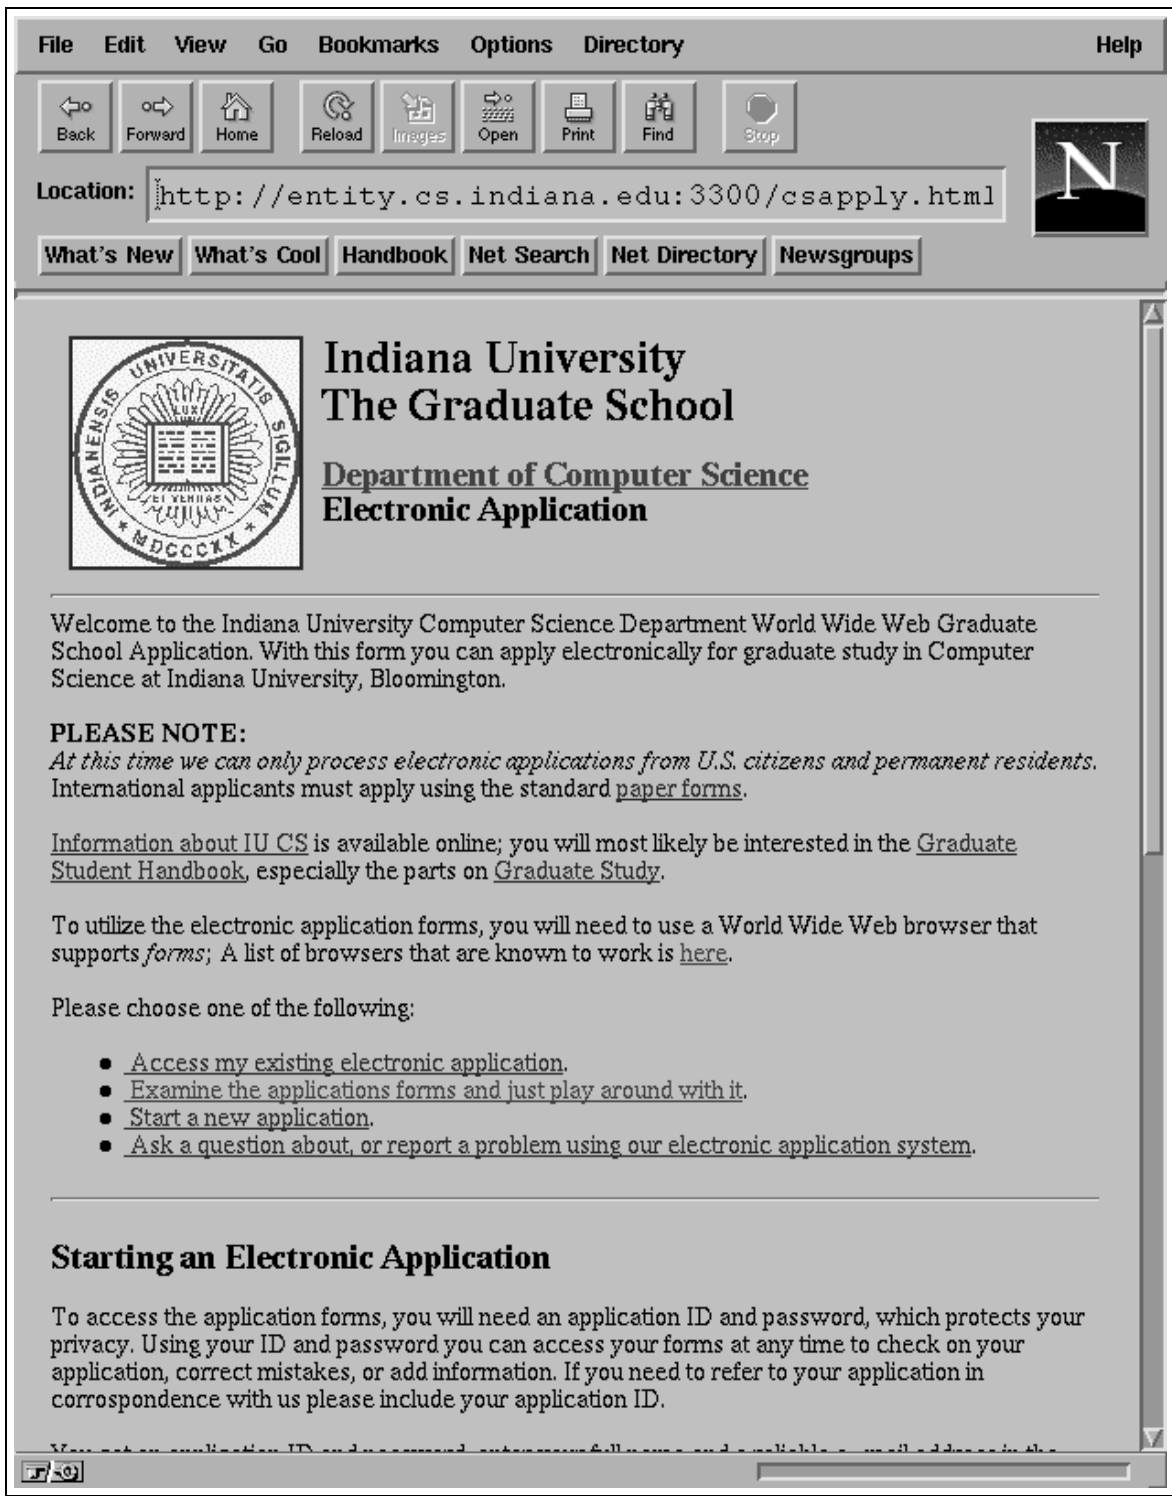 File Edit View Go Bookmarks Options Directory Help
Back Forward Home Reload Images Open Print Find Stop
Location: http://entity.cs.indiana.edu:3300/csapply.html
N
What's New What's Cool Handbook Net Search Net Directory Newsgroups
INDIANENSIS UNIVERSITATIS SIGILLUM
LUX
ET VERITAS
MDCCCXX
Indiana University
The Graduate School
Department of Computer Science
Electronic Application
Welcome to the Indiana University Computer Science Department World Wide Web Graduate
School Application. With this form you can apply electronically for graduate study in Computer
Science at Indiana University, Bloomington.
PLEASE NOTE:
At this time we can only process electronic applications from U.S. citizens and permanent residents.
International applicants must apply using the standard paper forms.
Information about IU CS is available online; you will most likely be interested in the Graduate
Student Handbook, especially the parts on Graduate Study.
To utilize the electronic application forms, you will need to use a World Wide Web browser that
supports forms; A list of browsers that are known to work is here.
Please choose one of the following:
• Access my existing electronic application.
• Examine the applications forms and just play around with it.
• Start a new application.
• Ask a question about, or report a problem using our electronic application system.
Starting an Electronic Application
To access the application forms, you will need an application ID and password, which protects your
privacy. Using your ID and password you can access your forms at any time to check on your
application, correct mistakes, or add information. If you need to refer to your application in
corrospondence with us please include your application ID.